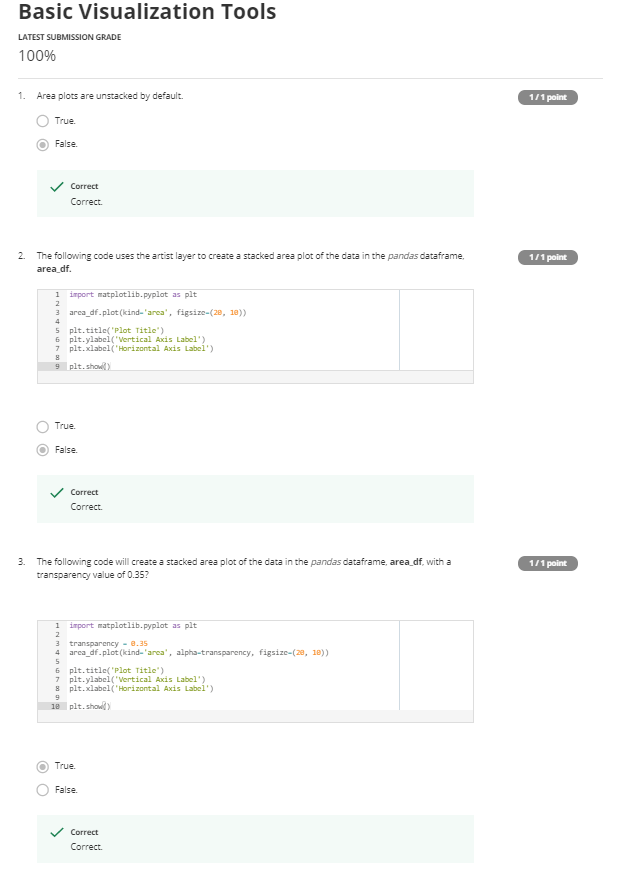 Basic Visualization Tools
LATEST SUBMISSION GRADE
100%
1. Area plots are unstacked by default.
1 / 1 point
True.
False.
Correct
Correct.
2. The following code uses the artist layer to create a stacked area plot of the data in the pandas dataframe,
area_df.
1 / 1 point
1 import matplotlib.pyplot as plt
2
3 area_df.plot(kind='area', figsize=(20, 10))
4
5 plt.title('Plot Title')
6 plt.ylabel('Vertical Axis Label')
7 plt.xlabel('Horizontal Axis Label')
8
9 plt.show()
True.
False.
Correct
Correct.
3. The following code will create a stacked area plot of the data in the pandas dataframe, area_df, with a
transparency value of 0.35?
1 / 1 point
1 import matplotlib.pyplot as plt
2
3 transparency = 0.35
4 area_df.plot(kind='area', alpha=transparency, figsize=(20, 10))
5
6 plt.title('Plot Title')
7 plt.ylabel('Vertical Axis Label')
8 plt.xlabel('Horizontal Axis Label')
9
10 plt.show()
True.
False.
Correct
Correct.